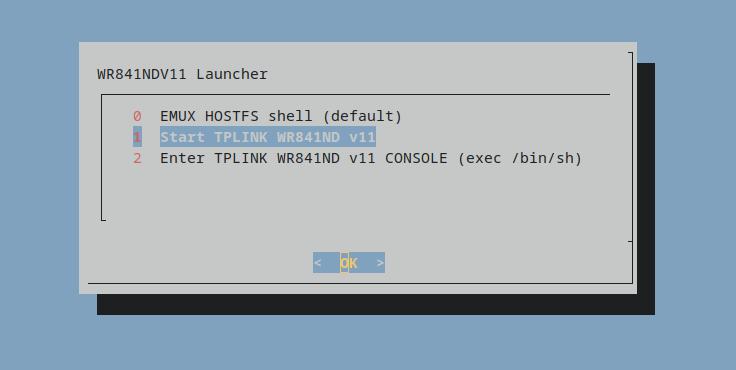 WR841NDV11 Launcher
0 EMUX HOSTFS shell (default)
1 Start TPLINK WR841ND v11
2 Enter TPLINK WR841ND v11 CONSOLE (exec /bin/sh)
< OK >